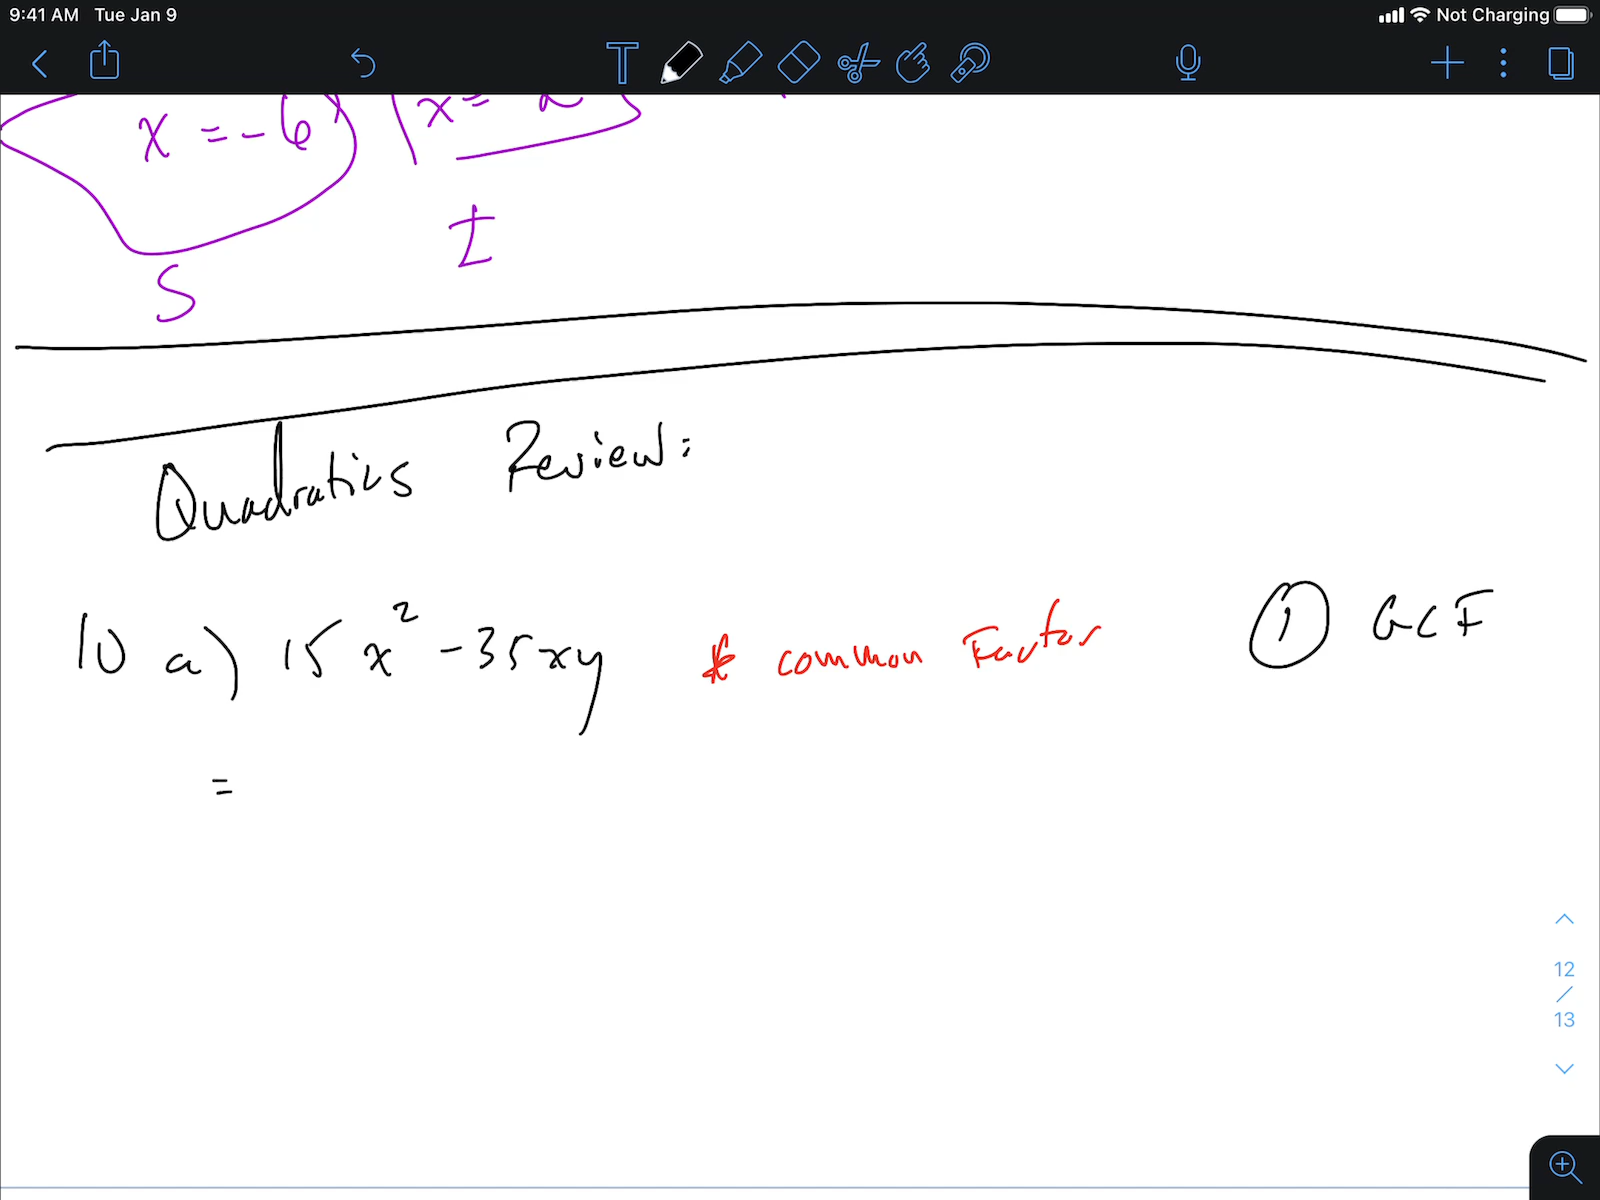 9:41 AM Tue Jan 9
Not Charging
x = -6
x =
s
I
Quadratics Review:
10 a) 15x² - 35xy * common Factor ① GCF
=
12
/
13